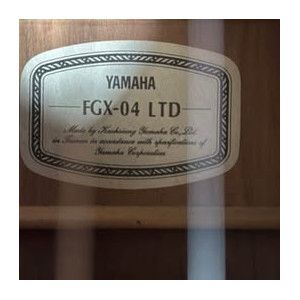 YAMAHA
FGX-04 LTD
Made by Kaohsiung Yamaha Co., Ltd.
in Taiwan in accordance with specifications of
Yamaha Corporation